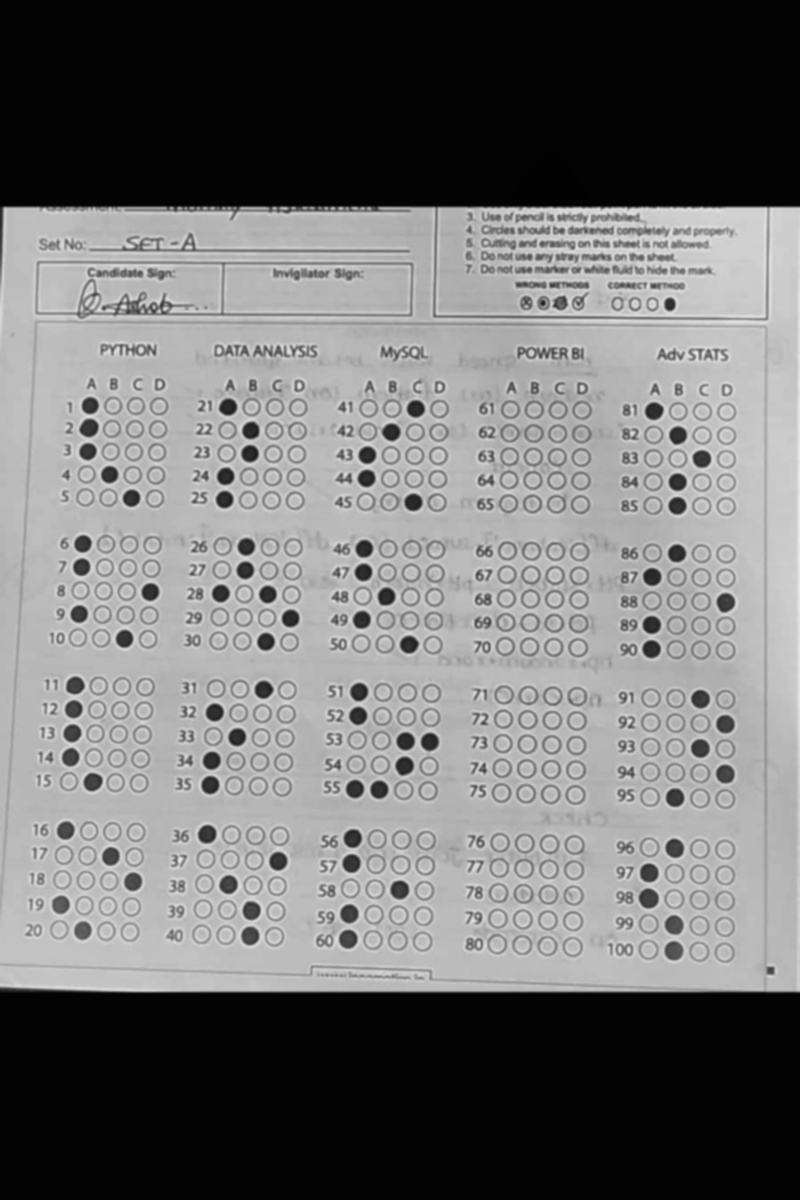 3. Use of pencil is strictly prohibited.
4. Circles should be darkened completely and properly.
5. Cutting and erasing on this sheet is not allowed.
6. Do not use any stray marks on the sheet.
7. Do not use marker or white fluid to hide the mark.
WRONG METHODS CORRECT METHOD
Set No: SET-A
Candidate Sign: Invigilator Sign:
PYTHON DATA ANALYSIS MySQL POWER BI Adv STATS
A B C D A B C D A B C D A B C D A B C D
1 21 41 61 81
2 22 42 62 82
3 23 43 63 83
4 24 44 64 84
5 25 45 65 85
6 26 46 66 86
7 27 47 67 87
8 28 48 68 88
9 29 49 69 89
10 30 50 70 90
11 31 51 71 91
12 32 52 72 92
13 33 53 73 93
14 34 54 74 94
15 35 55 75 95
16 36 56 76 96
17 37 57 77 97
18 38 58 78 98
19 39 59 79 99
20 40 60 80 100